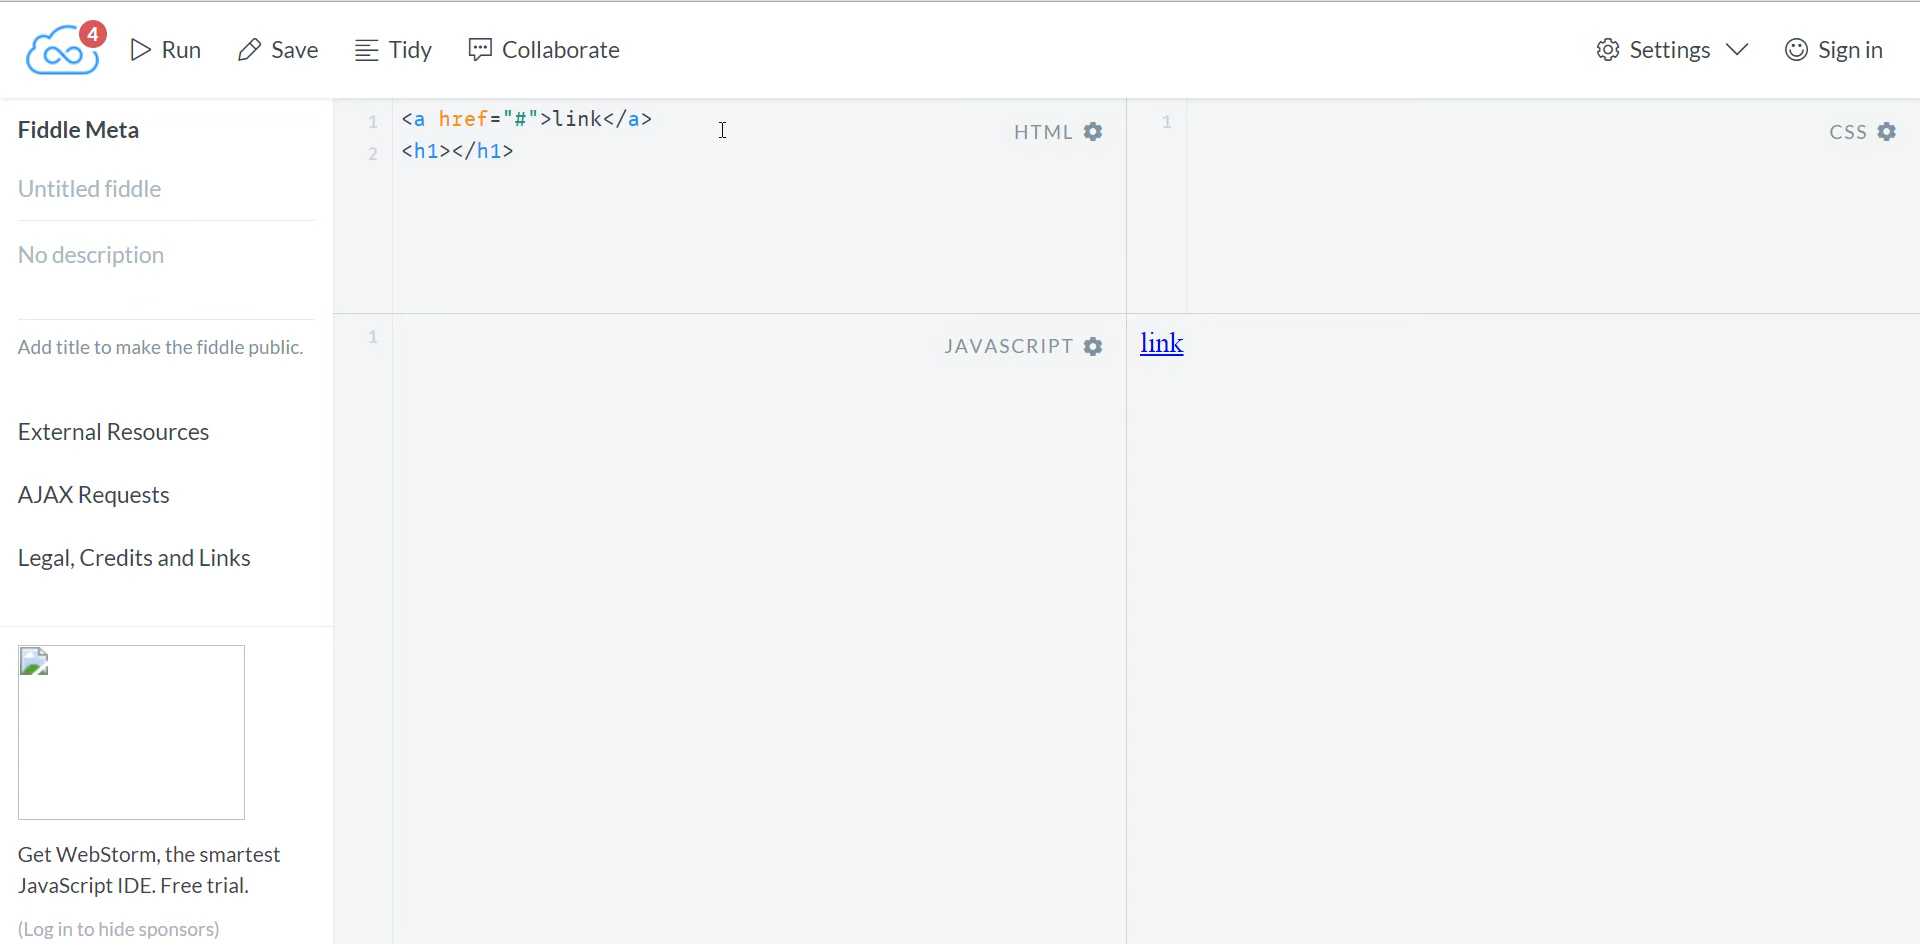 4
Run
Save
Tidy
Collaborate
Settings
Sign in
Fiddle Meta
Untitled fiddle
No description
Add title to make the fiddle public.
External Resources
AJAX Requests
Legal, Credits and Links
Get WebStorm, the smartest
JavaScript IDE. Free trial.
(Log in to hide sponsors)
1 <a href="#">link</a>
2 <h1></h1>
HTML
1
CSS
1
JAVASCRIPT
link